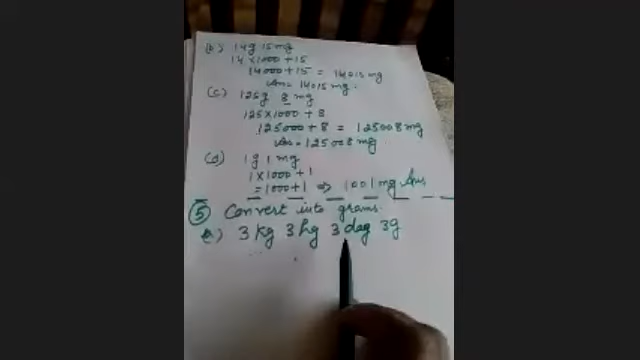 (b) 14g 15mg
14×1000+15
14000+15 = 14015 mg
Ans = 14015 mg.
(c) 125g 8 mg
125×1000 + 8
125000+8 = 125008 mg
Ans = 125008 mg
(d) 1g 1 mg
1×1000+1
=1000+1 ⇒ 1001 mg Ans
⑤ Convert into grams.
(a) 3 kg 3 hg 3 dag 3g